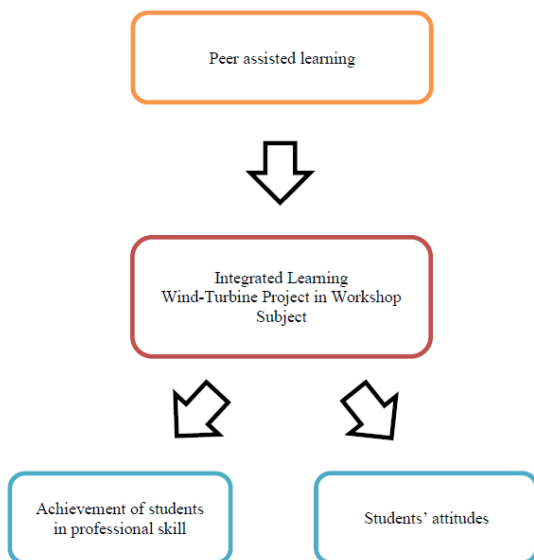 Peer assisted learning
Integrated Learning
Wind-Turbine Project in Workshop
Subject
Achievement of students
in professional skill
Students’ attitudes